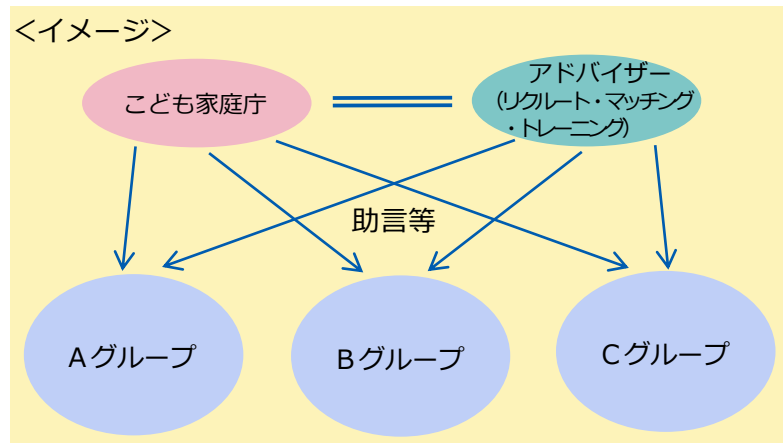 ＜イメージ＞
こども家庭庁
アドバイザー
（リクルート・マッチング
・トレーニング）
助言等
Ａグループ
Ｂグループ
Ｃグループ